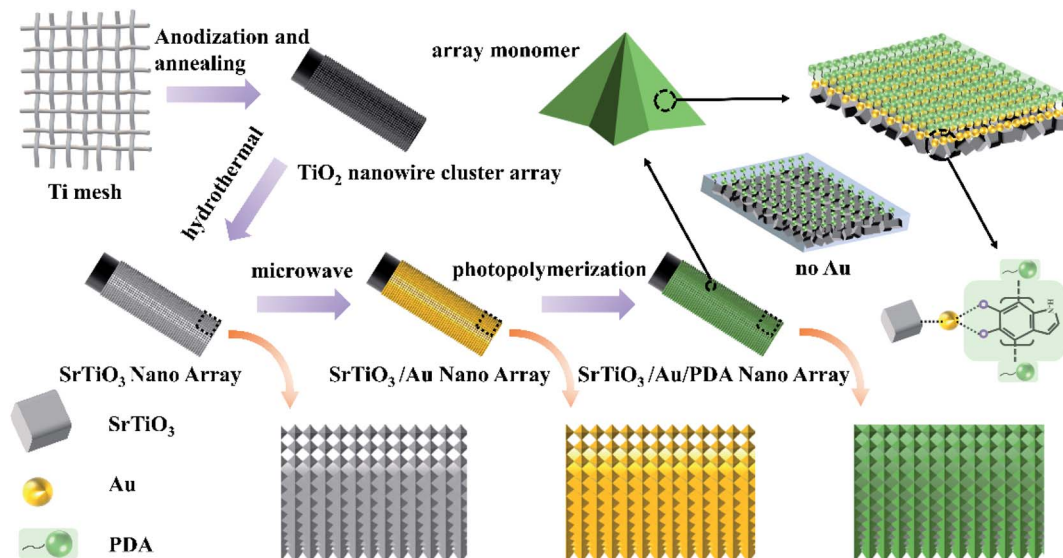 Anodization and
annealing
array monomer
Ti mesh
TiO₂ nanowire cluster array
hydrothermal
no Au
microwave
photopolymerization
H
N
SrTiO₃ Nano Array
SrTiO₃ /Au Nano Array
SrTiO₃ /Au/PDA Nano Array
SrTiO₃
Au
PDA